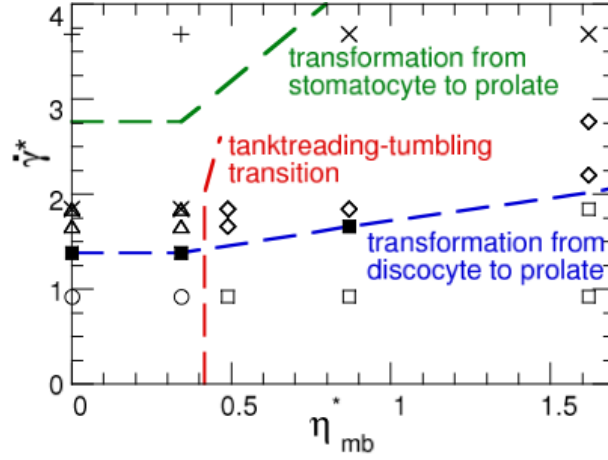 4
transformation from
stomatocyte to prolate
3
γ̇*
tanktreading-tumbling
transition
2
transformation from
discocyte to prolate
1
0
0 0.5 1 1.5
η*mb